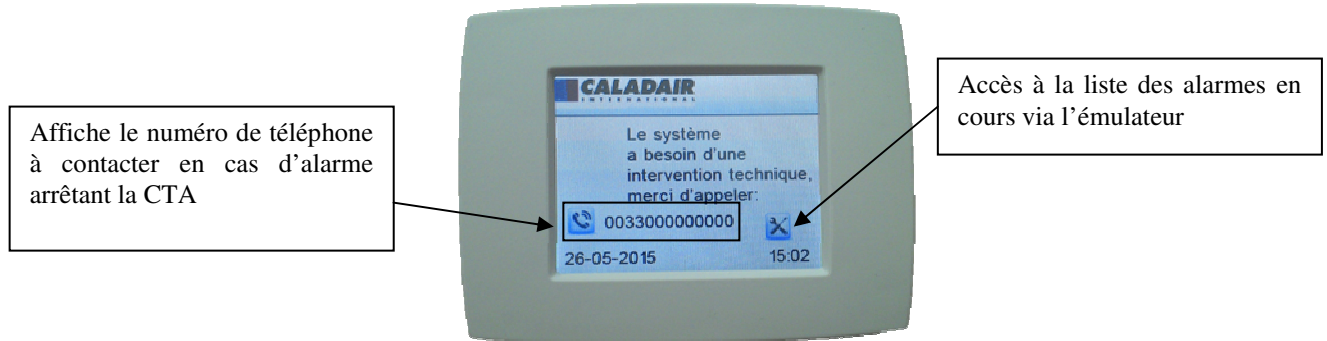 Affiche le numéro de téléphone
à contacter en cas d'alarme
arrêtant la CTA
CALADAIR
INTERNATIONAL
Le système
a besoin d'une
intervention technique,
merci d'appeler:
0033000000000
26-05-2015 15:02
Accès à la liste des alarmes en
cours via l'émulateur